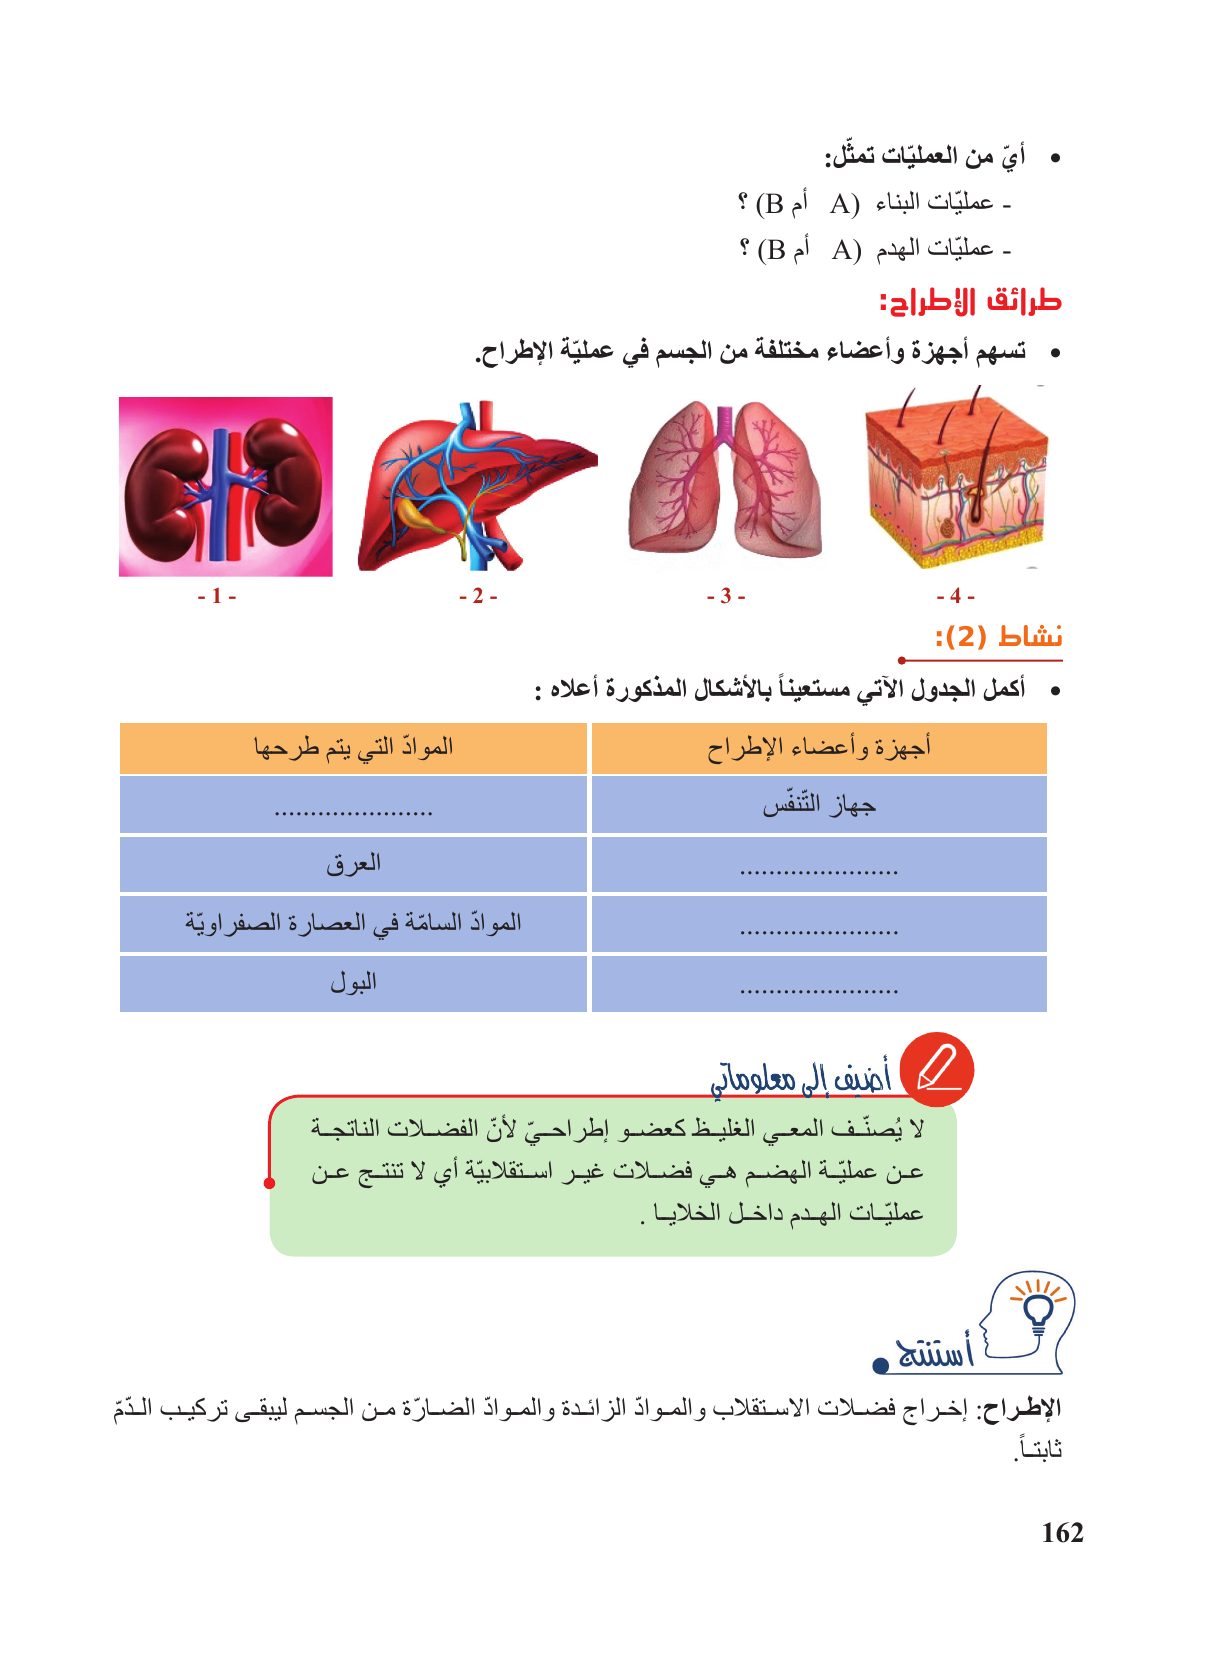 • أيّ من العمليّات تمثّل:
- عمليّات البناء (A أم B) ؟
- عمليّات الهدم (A أم B) ؟
طرائق الإطراح:
• تسهم أجهزة وأعضاء مختلفة من الجسم في عمليّة الإطراح.
- 4 - - 3 - - 2 - - 1 -
نشاط (2):
• أكمل الجدول الآتي مستعيناً بالأشكال المذكورة أعلاه :
أجهزة وأعضاء الإطراح الموادّ التي يتم طرحها
جهاز التّنفّس ......................
...................... العرق
...................... الموادّ السامّة في العصارة الصفراويّة
...................... البول
أضيف إلى معلوماتي
لا يُصنّف المعي الغليظ كعضو إطراحيّ لأنّ الفضلات الناتجة
عن عمليّة الهضم هي فضلات غير استقلابيّة أي لا تنتج عن
عمليّات الهدم داخل الخلايا .
أستنتج
الإطراح: إخراج فضلات الاستقلاب والموادّ الزائدة والموادّ الضارّة من الجسم ليبقى تركيب الدّمّ
ثابتاً.
162